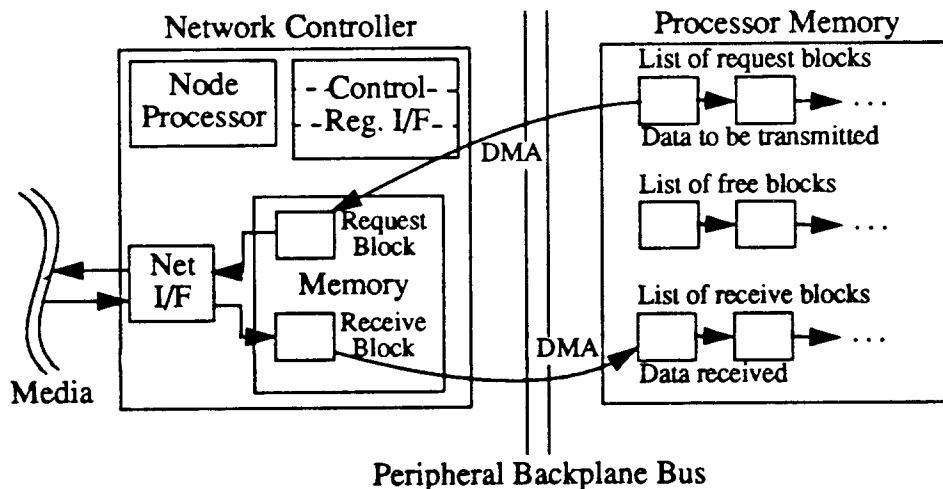 Network Controller
Processor Memory
Node
Processor
Control
Reg. I/F
List of request blocks
...
Data to be transmitted
DMA
List of free blocks
...
Request
Block
Net
I/F
Memory
Receive
Block
List of receive blocks
...
DMA
Data received
Media
Peripheral Backplane Bus